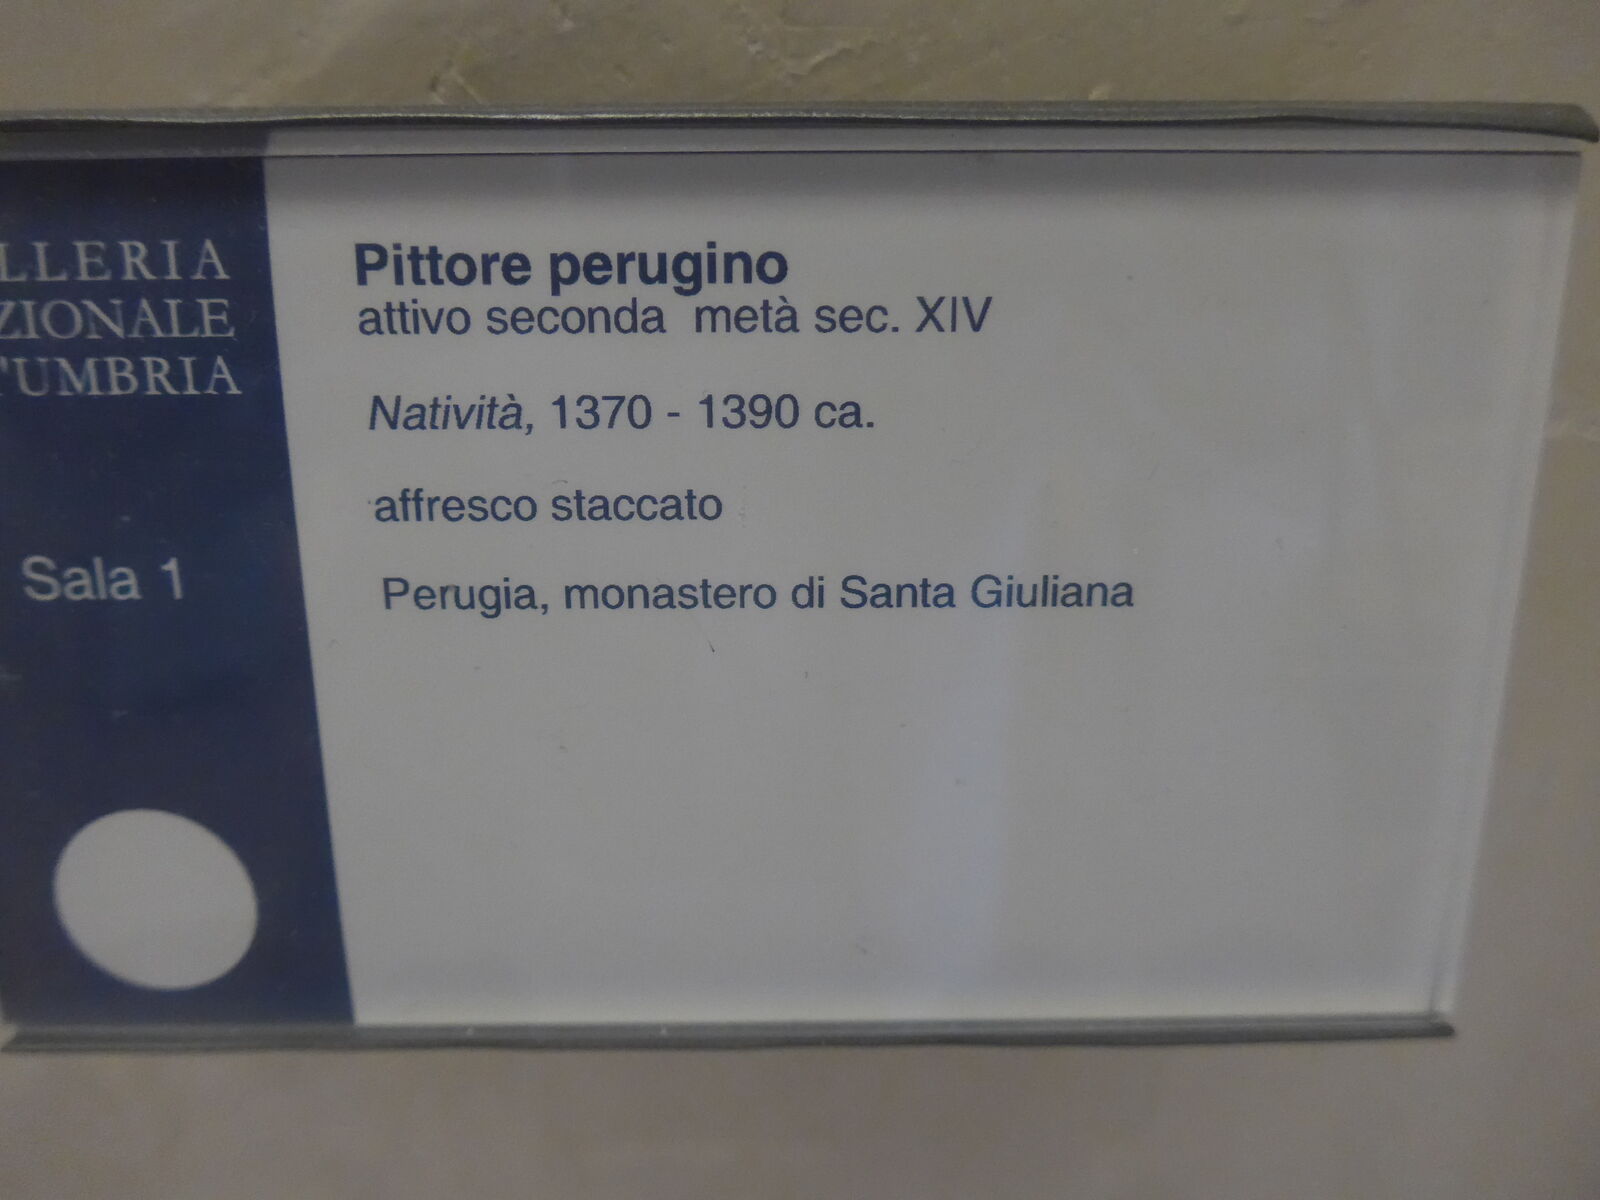 LLERIA
ZIONALE
'UMBRIA
Sala 1
Pittore perugino
attivo seconda metà sec. XIV
Natività, 1370 - 1390 ca.
affresco staccato
Perugia, monastero di Santa Giuliana